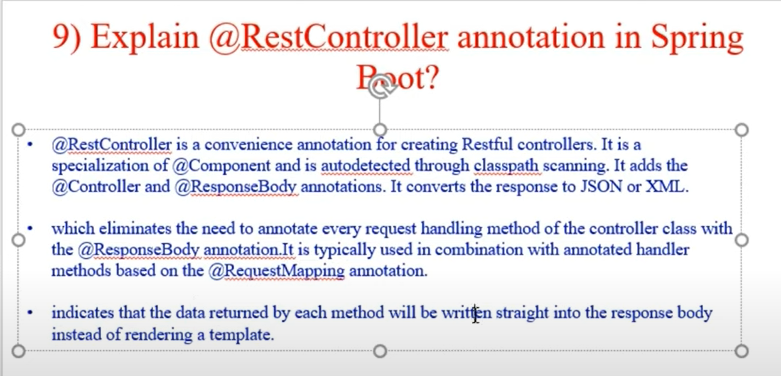 9) Explain @RestController annotation in Spring
Boot?
• @RestController is a convenience annotation for creating Restful controllers. It is a
specialization of @Component and is autodetected through classpath scanning. It adds the
@Controller and @ResponseBody annotations. It converts the response to JSON or XML.
• which eliminates the need to annotate every request handling method of the controller class with
the @ResponseBody annotation.It is typically used in combination with annotated handler
methods based on the @RequestMapping annotation.
• indicates that the data returned by each method will be written straight into the response body
instead of rendering a template.